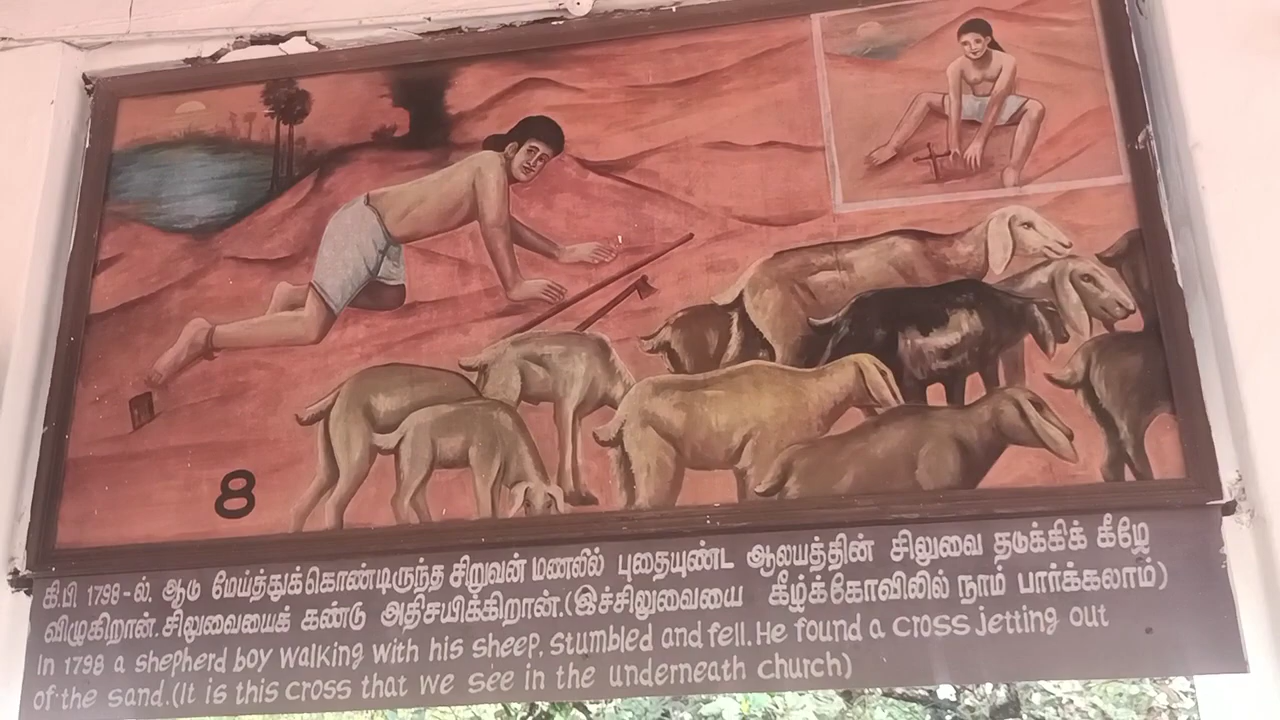 8
கி.பி 1798-ல். ஆடு மேய்த்துக்கொண்டிருந்த சிறுவன் மணலில் புதையுண்ட ஆலயத்தின் சிலுவை தடுக்கிக் கீழே
விழுகிறான். சிலுவையைக் கண்டு அதிசயிக்கிறான். (இச்சிலுவையை கீழ்க்கோவிலில் நாம் பார்க்கலாம்)
In 1798 a shepherd boy walking with his sheep, stumbled and fell. He found a cross jetting out
of the sand. (It is this cross that we see in the underneath church)